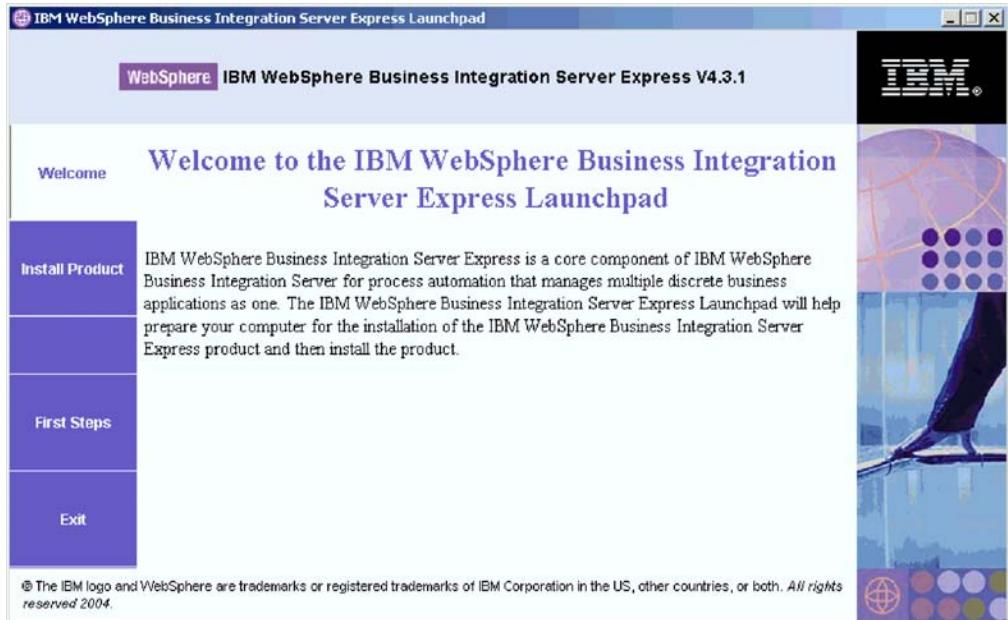 IBM WebSphere Business Integration Server Express Launchpad
WebSphere. IBM WebSphere Business Integration Server Express V4.3.1
IBM®
Welcome
Install Product
First Steps
Exit
Welcome to the IBM WebSphere Business Integration
Server Express Launchpad
IBM WebSphere Business Integration Server Express is a core component of IBM WebSphere
Business Integration Server for process automation that manages multiple discrete business
applications as one. The IBM WebSphere Business Integration Server Express Launchpad will help
prepare your computer for the installation of the IBM WebSphere Business Integration Server
Express product and then install the product.
® The IBM logo and WebSphere are trademarks or registered trademarks of IBM Corporation in the US, other countries, or both. All rights
reserved 2004.